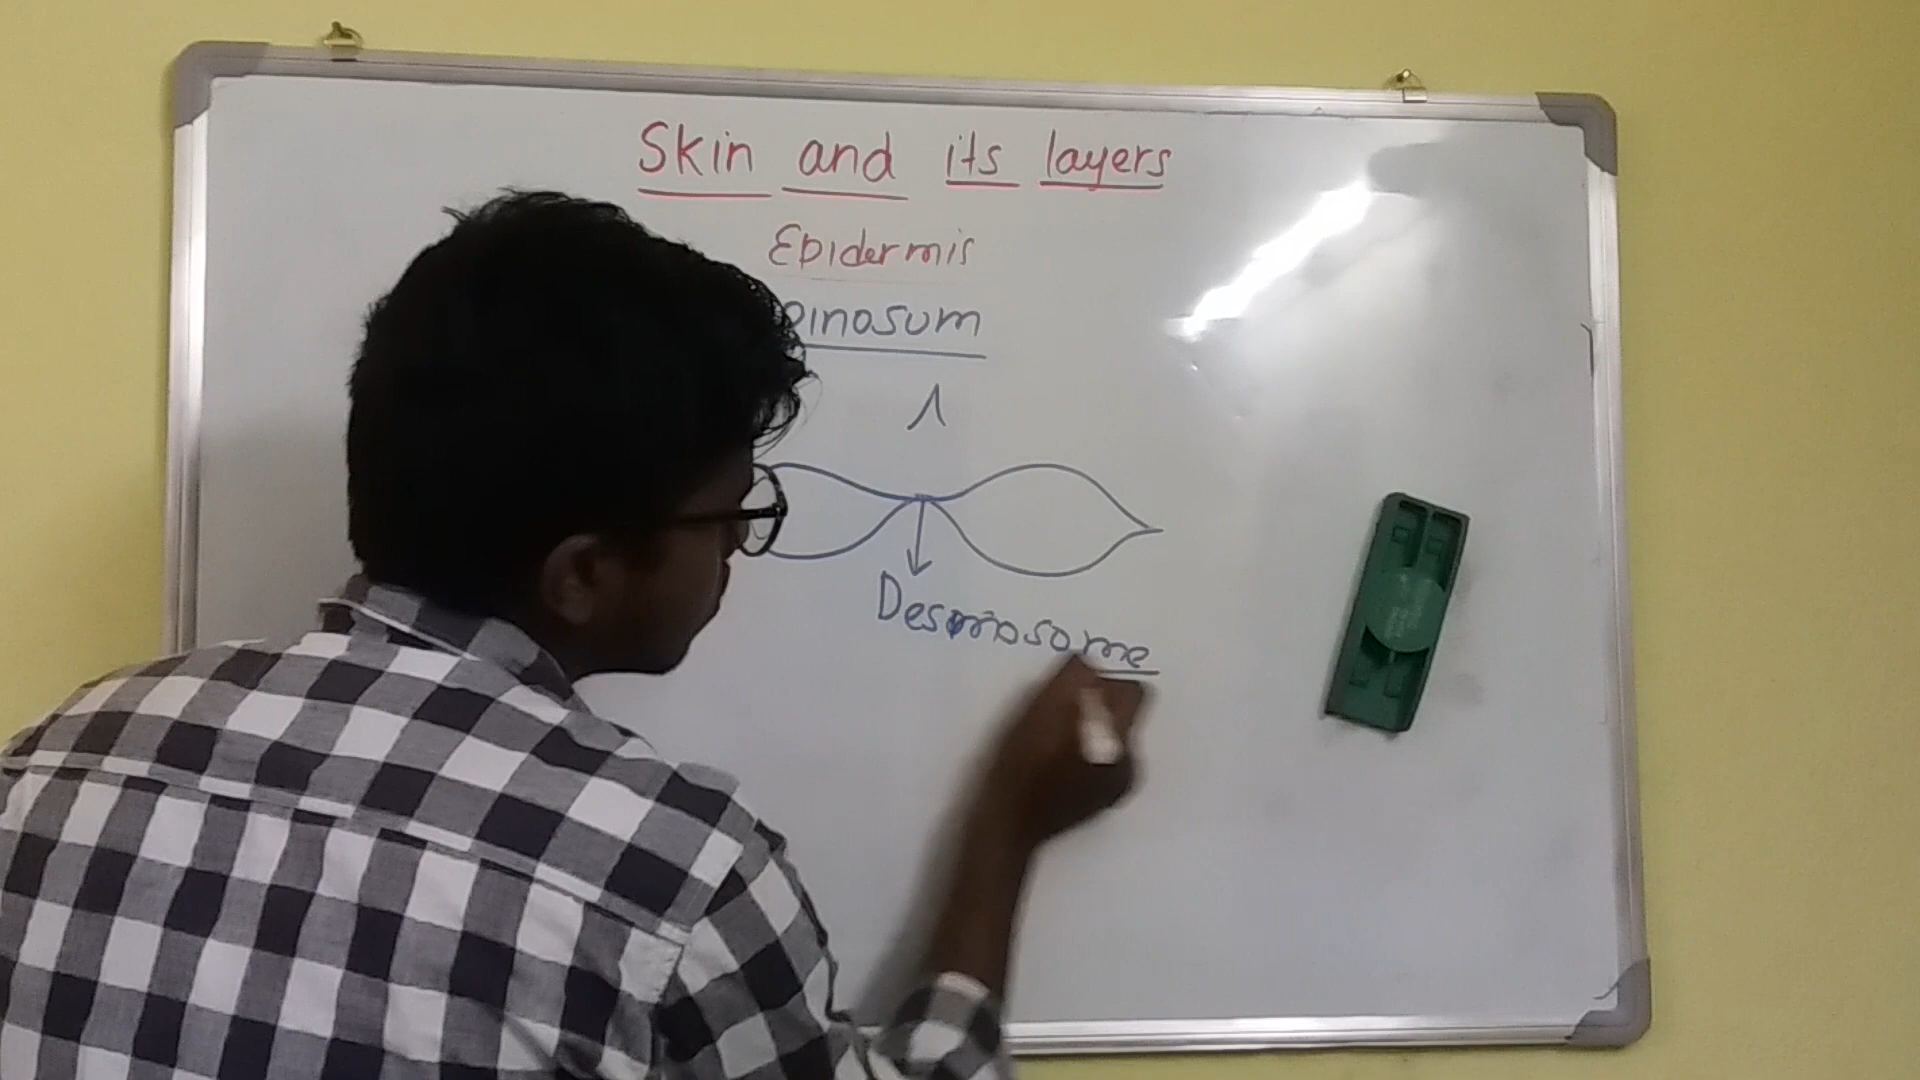 Skin and its layers
Epidermis
pinosum
Desmosome